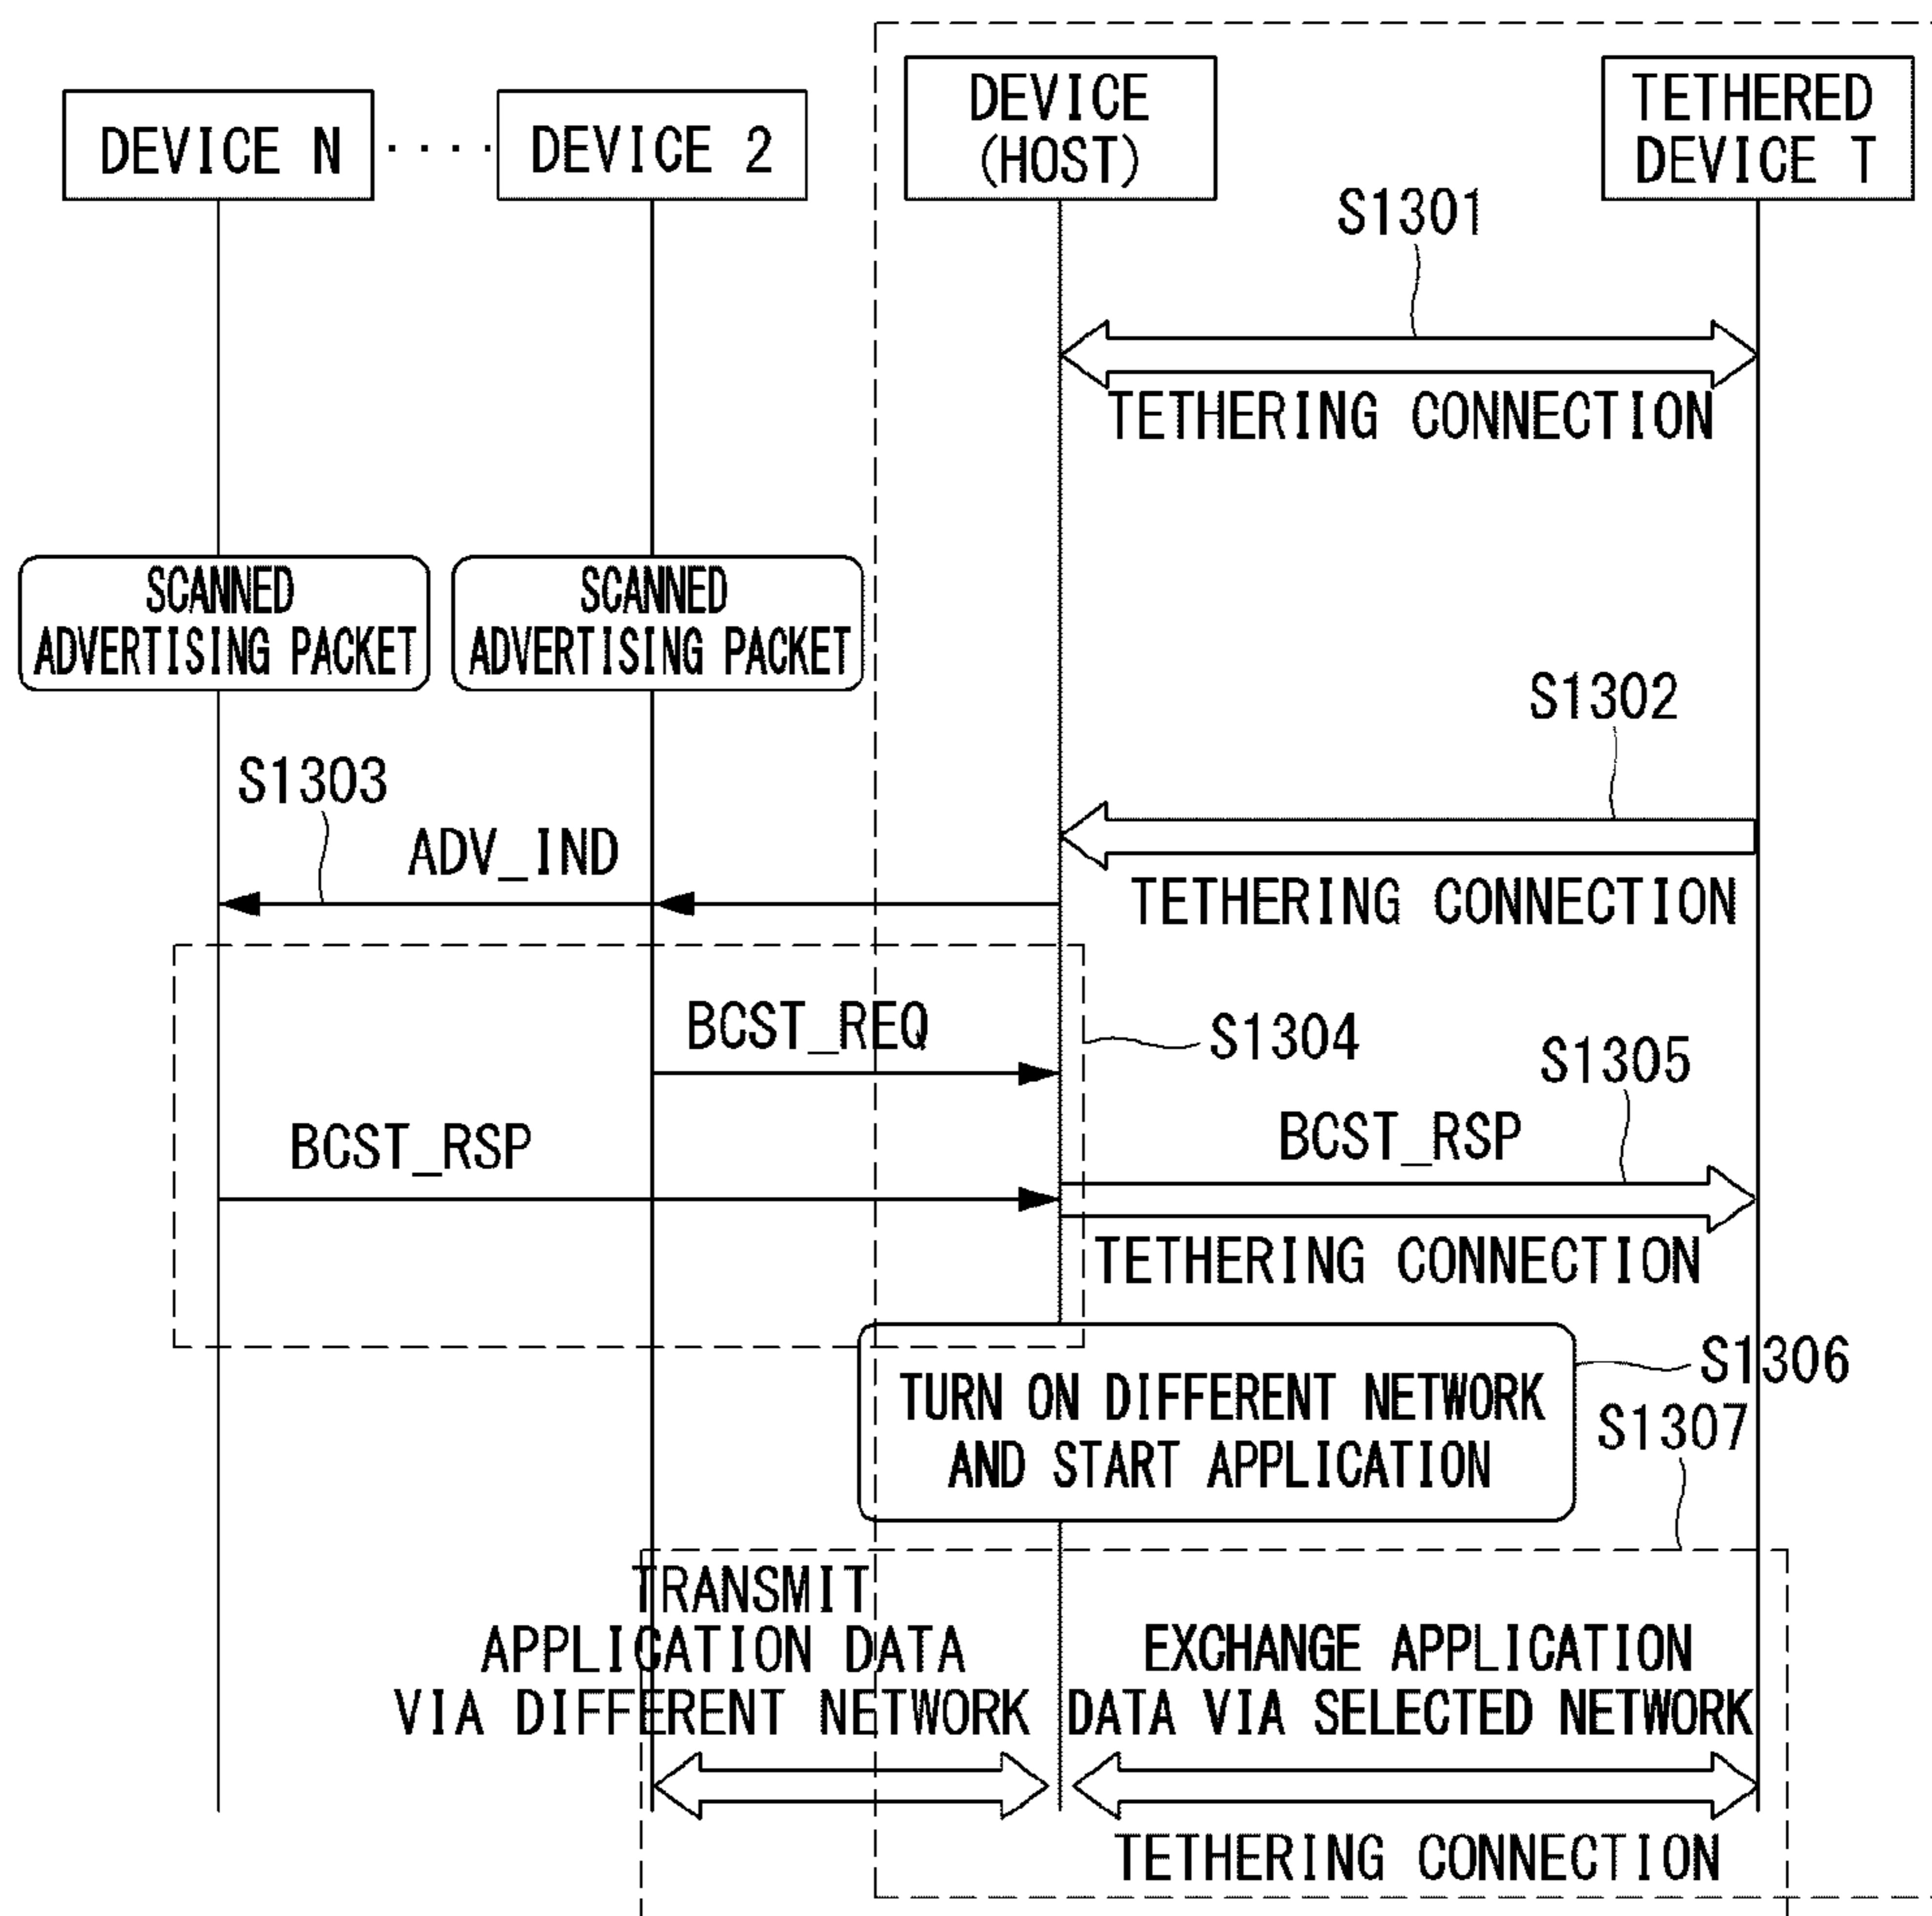 DEVICE N
....
DEVICE 2
DEVICE
(HOST)
TETHERED
DEVICE T
S1301
TETHERING CONNECTION
SCANNED
ADVERTISING PACKET
SCANNED
ADVERTISING PACKET
S1302
TETHERING CONNECTION
S1303
ADV_IND
BCST_REQ
S1304
S1305
BCST_RSP
BCST_RSP
TETHERING CONNECTION
TURN ON DIFFERENT NETWORK
AND START APPLICATION
S1306
S1307
TRANSMIT
APPLICATION DATA
VIA DIFFERENT NETWORK
EXCHANGE APPLICATION
DATA VIA SELECTED NETWORK
TETHERING CONNECTION